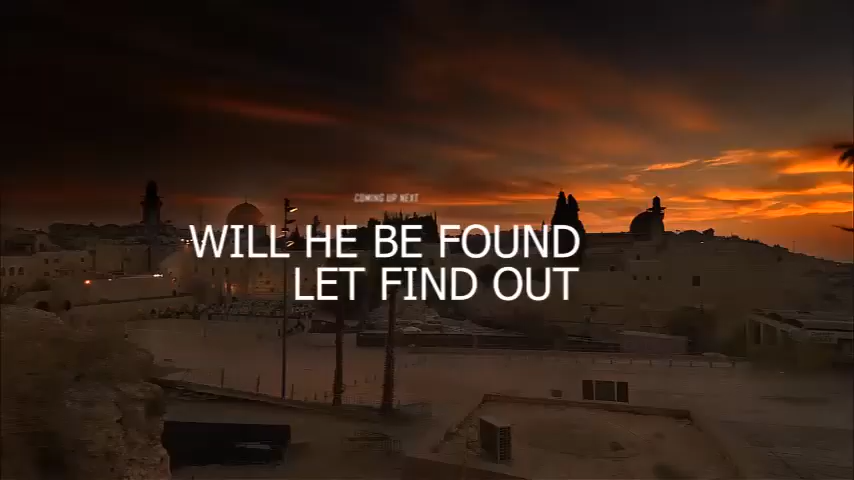 COMING UP NEXT
WILL HE BE FOUND
LET FIND OUT